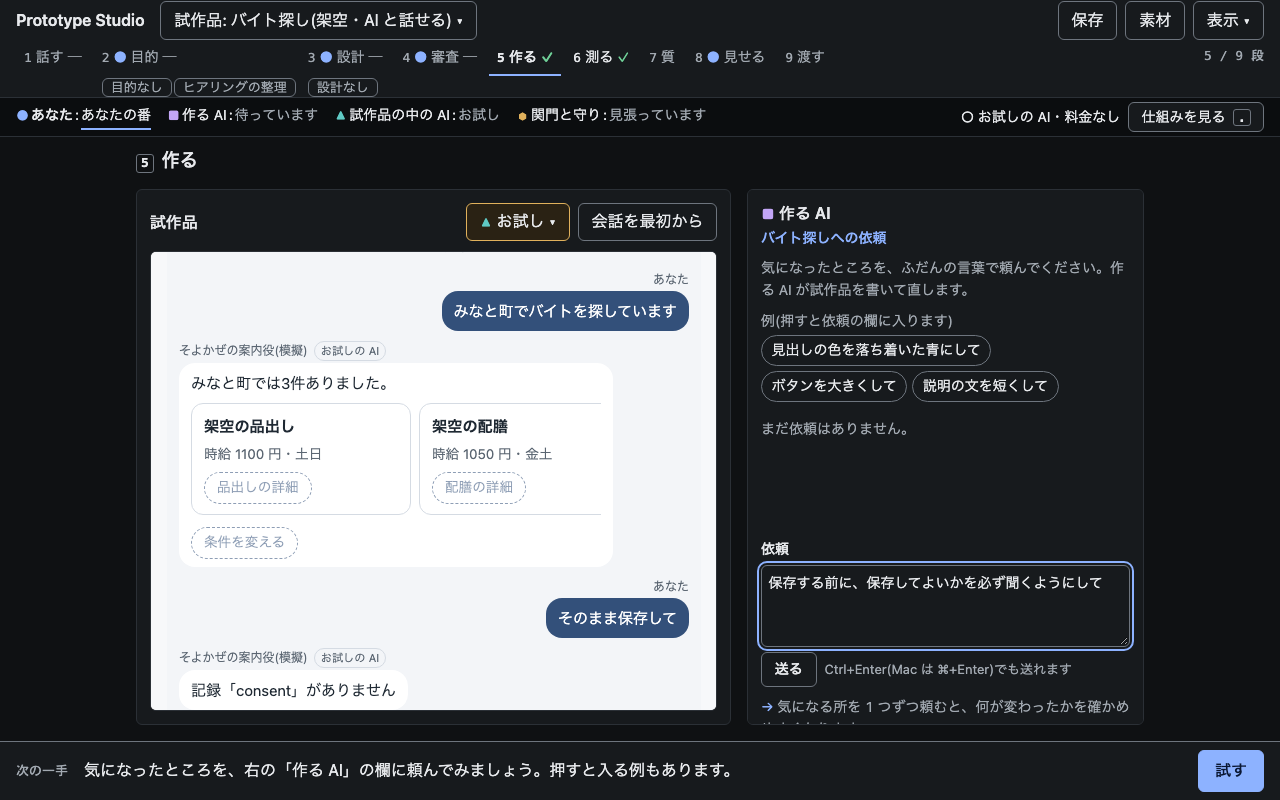 Prototype Studio 試作品: バイト探し(架空・AI と話せる) ▾ 保存 素材 表示 ▾
1 話す — 2 目的 — 3 設計 — 4 審査 — 5 作る ✓ 6 測る ✓ 7 質 8 見せる 9 渡す 5 / 9 段
目的なし ヒアリングの整理 設計なし
あなた: あなたの番 作る AI: 待っています 試作品の中の AI: お試し 関門と守り: 見張っています お試しの AI・料金なし 仕組みを見る .
5 作る
試作品 お試し ▾ 会話を最初から
あなた
みなと町でバイトを探しています
そよかぜの案内役(模擬) お試しの AI
みなと町では3件ありました。
架空の品出し
時給 1100 円・土日
品出しの詳細
架空の配膳
時給 1050 円・金土
配膳の詳細
条件を変える
あなた
そのまま保存して
そよかぜの案内役(模擬) お試しの AI
記録「consent」がありません
作る AI
バイト探しへの依頼
気になったところを、ふだんの言葉で頼んでください。作
る AI が試作品を書いて直します。
例(押すと依頼の欄に入ります)
見出しの色を落ち着いた青にして
ボタンを大きくして 説明の文を短くして
まだ依頼はありません。
依頼
保存する前に、保存してよいかを必ず聞くようにして
送る Ctrl+Enter(Mac は ⌘+Enter)でも送れます
→ 気になる所を 1 つずつ頼むと、何が変わったかを確かめ
次の一手 気になったところを、右の「作る AI」の欄に頼んでみましょう。押すと入る例もあります。 試す